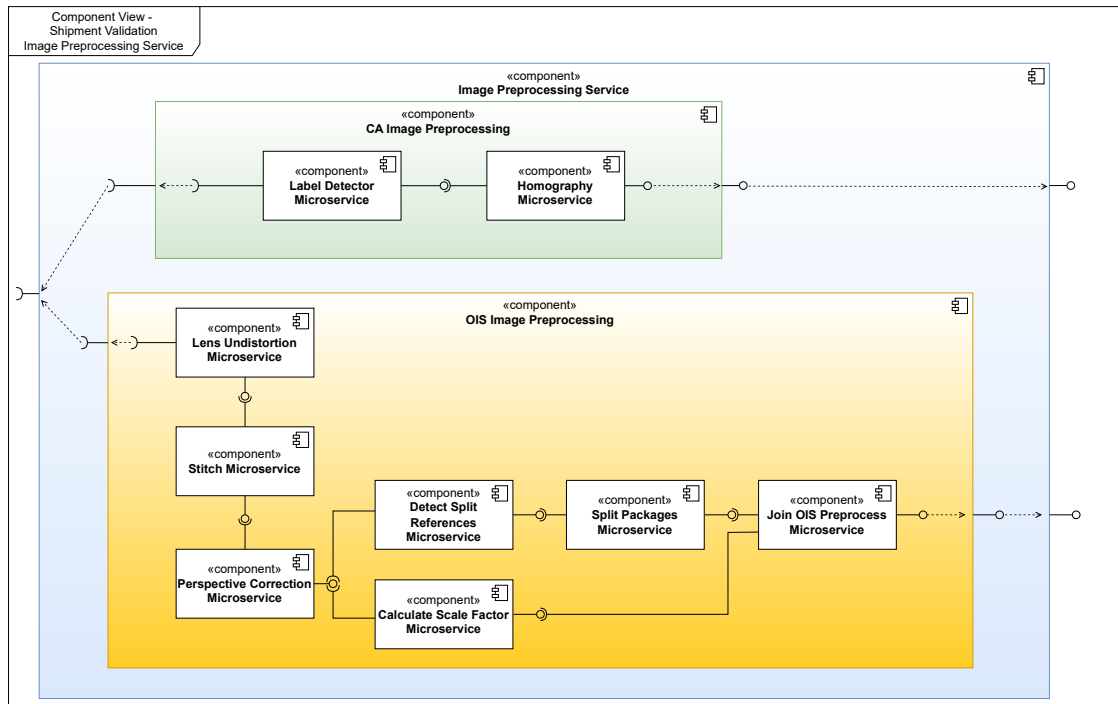 Component View -
Shipment Validation
Image Preprocessing Service
«component»
Image Preprocessing Service
«component»
CA Image Preprocessing
«component»
Label Detector
Microservice
«component»
Homography
Microservice
«component»
OIS Image Preprocessing
«component»
Lens Undistortion
Microservice
«component»
Stitch Microservice
«component»
Perspective Correction
Microservice
«component»
Detect Split
References
Microservice
«component»
Split Packages
Microservice
«component»
Join OIS Preprocess
Microservice
«component»
Calculate Scale Factor
Microservice